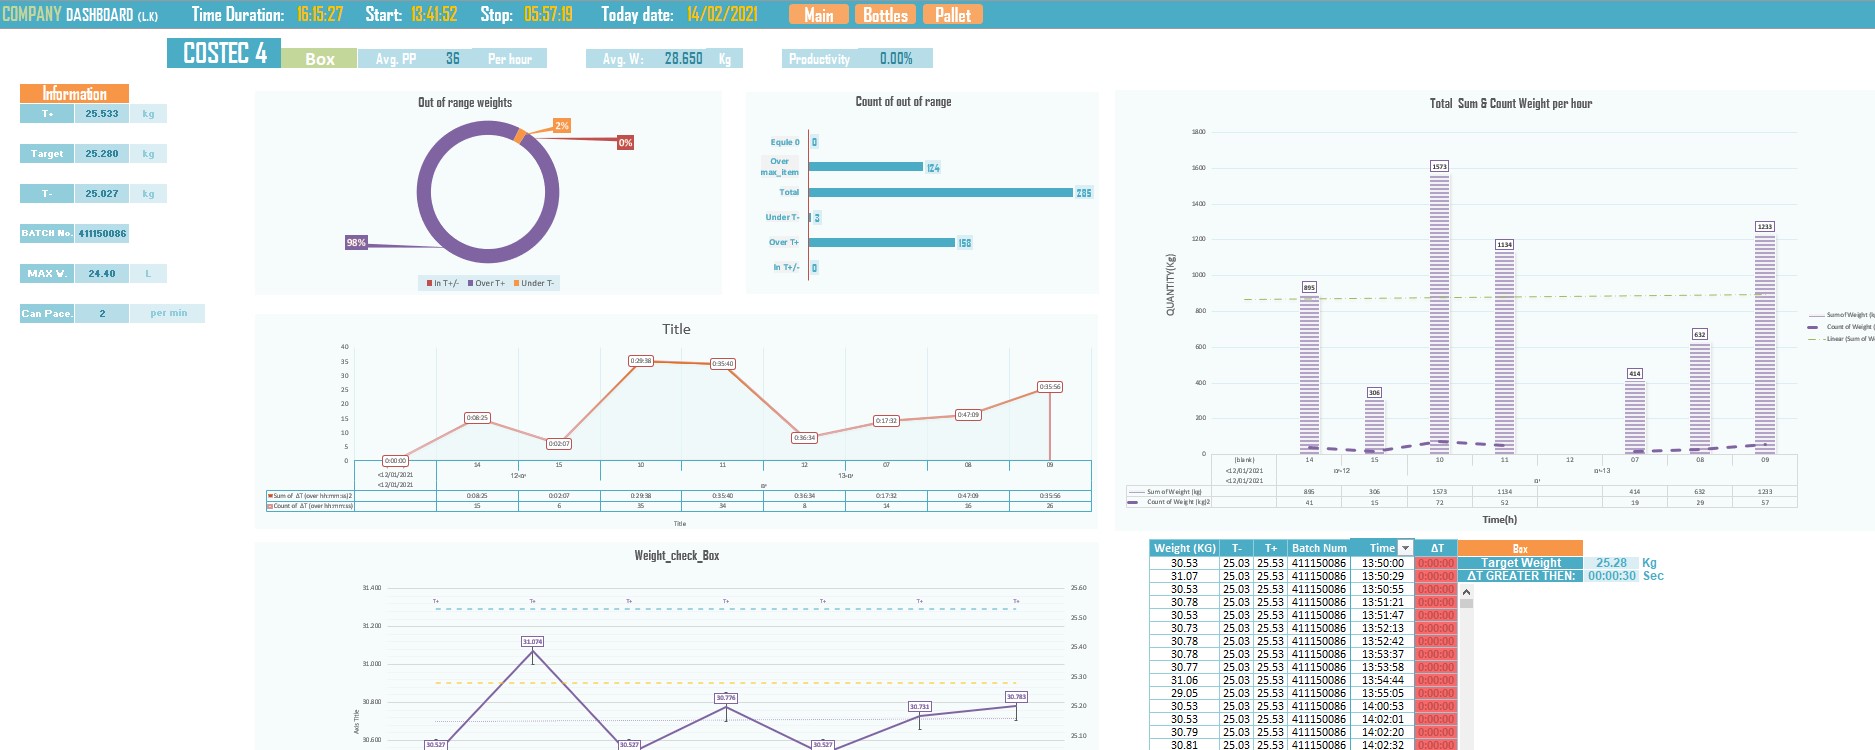 COMPANY DASHBOARD (L.K) Time Duration: 16:15:27 Start: 13:41:52 Stop: 05:57:19 Today date: 14/02/2021 Main Bottles Pallet
COSTEC 4 Box Avg. PP 36 Per hour Avg. W: 28.650 Kg Productivity 0.00%
Information
T+ 25.533 kg
Target 25.280 kg
T- 25.027 kg
BATCH No. 411150086
MAX V. 24.40 L
Can Pace. 2 per min
Out of range weights
2%
0%
98%
In T+/- Over T+ Under T-
Count of out of range
Equle 0 0
Over max_item 124
Total 285
Under T- 3
Over T+ 158
In T+/- 0
Total Sum & Count Weight per hour
QUANTITY(Kg)
1800
1600
1400
1200
1000
800
600
400
200
0
895 306 1573 1134 414 632 1233
Sum of Weight (k
Count of Weight (
Linear (Sum of W
(blank) 14 15 10 11 12 07 08 09
<12/01/2021
<12/01/2021
Sum of Weight (kg) 895 306 1573 1134 414 632 1233
Count of Weight (kg)2 41 15 72 52 19 29 57
Time(h)
Title
40
35
30
25
20
15
10
5
0
0:00:00 0:08:25 0:02:07 0:29:38 0:35:40 0:36:34 0:17:32 0:47:09 0:35:56
14 15 10 11 12 07 08 09
<12/01/2021
<12/01/2021
Sum of ΔT (over hh:mm:ss)2 0:08:25 0:02:07 0:29:38 0:35:40 0:36:34 0:17:32 0:47:09 0:35:56
Count of ΔT (over hh:mm:ss) 15 6 35 34 8 14 16 26
Title
Weight_check_Box
31.400
31.200
31.000
30.800
30.600
Axis Title
T+ T+ T+ T+ T+ T+ T+
30.527 31.074 30.527 30.776 30.527 30.731 30.783
25.60
25.50
25.40
25.30
25.20
25.10
Weight (KG) T- T+ Batch Num Time ΔT Box
30.53 25.03 25.53 411150086 13:50:00 0:00:00 Target Weight 25.28 Kg
31.07 25.03 25.53 411150086 13:50:29 0:00:00 ΔT GREATER THEN: 00:00:30 Sec
30.53 25.03 25.53 411150086 13:50:55 0:00:00
30.78 25.03 25.53 411150086 13:51:21 0:00:00
30.53 25.03 25.53 411150086 13:51:47 0:00:00
30.73 25.03 25.53 411150086 13:52:13 0:00:00
30.78 25.03 25.53 411150086 13:52:42 0:00:00
30.78 25.03 25.53 411150086 13:53:37 0:00:00
30.77 25.03 25.53 411150086 13:53:58 0:00:00
31.06 25.03 25.53 411150086 13:54:44 0:00:00
29.05 25.03 25.53 411150086 13:55:05 0:00:00
30.53 25.03 25.53 411150086 14:00:53 0:00:00
30.53 25.03 25.53 411150086 14:02:01 0:00:00
30.79 25.03 25.53 411150086 14:02:20 0:00:00
30.81 25.03 25.53 411150086 14:02:32 0:00:00